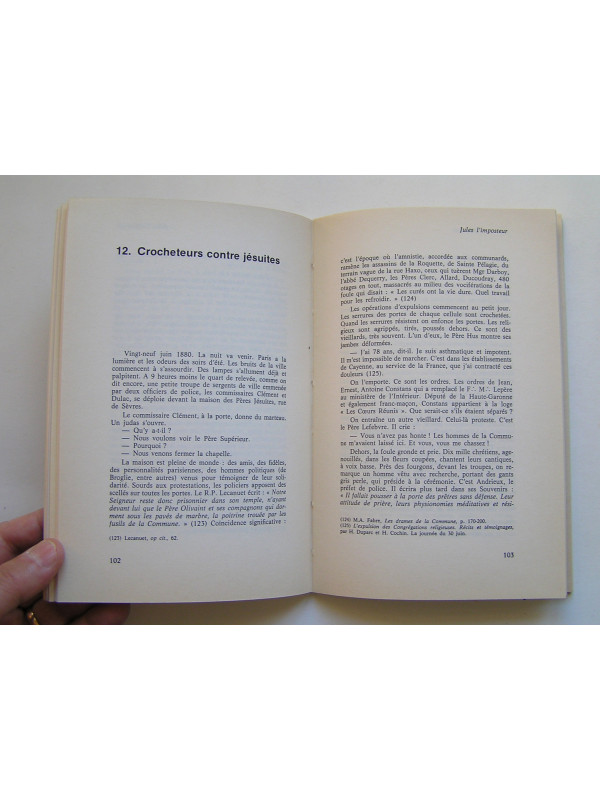 12. Crocheteurs contre jésuites
Vingt-neuf juin 1880. La nuit va venir. Paris a la
lumière et les odeurs des soirs d'été. Les bruits de la ville
commencent à s'assourdir. Des lampes s'allument déjà et
palpitent. A 9 heures moins le quart de relevée, comme on
dit encore, une petite troupe de sergents de ville emmenée
par deux officiers de police, les commissaires Clément et
Dulac, se déploie devant la maison des Pères Jésuites, rue
de Sèvres.
Le commissaire Clément, à la porte, donne du marteau.
Un judas s'ouvre.
— Qu'y a-t-il ?
— Nous voulons voir le Père Supérieur.
— Pourquoi ?
— Nous venons fermer la chapelle.
La maison est pleine de monde : des amis, des fidèles,
des personnalités parisiennes, des hommes politiques (de
Broglie, entre autres) venus pour témoigner de leur soli-
darité. Sourds aux protestations, les policiers apposent des
scellés sur toutes les portes. Le R.P. Lecanuet écrit : « Notre
Seigneur reste donc prisonnier dans son temple, s'ayant
devant lui que le Père Olivaint et ses compagnons qui dor-
ment sous les pavés de marbre, la poitrine trouée par les
fusils de la Commune. » (123) Coïncidence significative :
(123) Lecanuet, op cit., 62.
102
Jules l'imposteur
c'est l'époque où l'amnistie, accordée aux communards,
ramène les assassins de la Roquette, de Sainte Pélagie, du
terrain vague de la rue Haxo, ceux qui tuèrent Mgr Darboy,
l'abbé Deguerry, les Pères Clerc, Allard, Ducoudray, 480
otages en tout, massacrés au milieu des vociférations de la
foule qui disait : « Les curés ont la vie dure. Quel travail
pour les refroidir. » (124)
Les opérations d'expulsion commencent au petit jour.
Les serrures des portes de chaque cellule sont crochetées.
Quand les serrures résistent on enfonce les portes. Les reli-
gieux sont agrippés, tirés, poussés dehors. Ce sont des
vieillards, très souvent. L'un d'eux, le Père Hus montre ses
jambes déformées.
— J'ai 78 ans, dit-il. Je suis asthmatique et impotent.
Il m'est impossible de marcher. C'est dans les établissements
de Cayenne, au service de la France, que j'ai contracté ces
douleurs (125).
On l'emporte. Ce sont les ordres. Les ordres de Jean,
Ernest, Antoine Constans qui a remplacé le F∴ M∴ Lepère
au ministère de l'Intérieur. Député de la Haute-Garonne
et également franc-maçon, Constans appartient à la loge
« Les Cœurs Réunis ». Que serait-ce s'ils étaient séparés ?
On entraîne un autre vieillard. Celui-là proteste. C'est
le Père Lefebvre. Il crie :
— Vous n'avez pas honte ! Les hommes de la Commu-
ne m'avaient laissé ici. Et vous, vous me chassez !
Dehors, la foule gronde et prie. Dix mille chrétiens, age-
nouillés, dans les fleurs coupées, chantent leurs cantiques
à voix basse. Près des fourgons, devant les troupes, on re-
marque un homme vêtu avec recherche, portant des gants
gris perle, qui préside à la cérémonie. C'est Andrieux, le
préfet de police. Il écrira plus tard dans ses Souvenirs :
« Il fallait pousser à la porte des prêtres sans défense. Leur
attitude de prière, leurs physionomies méditatives et rési-
(124) M.A. Fabre, Les drames de la Commune, p. 170-200.
(125) L'expulsion des Congrégations religieuses. Récits et témoignages,
par H. Duparc et H. Cochin. La journée du 30 juin.
103